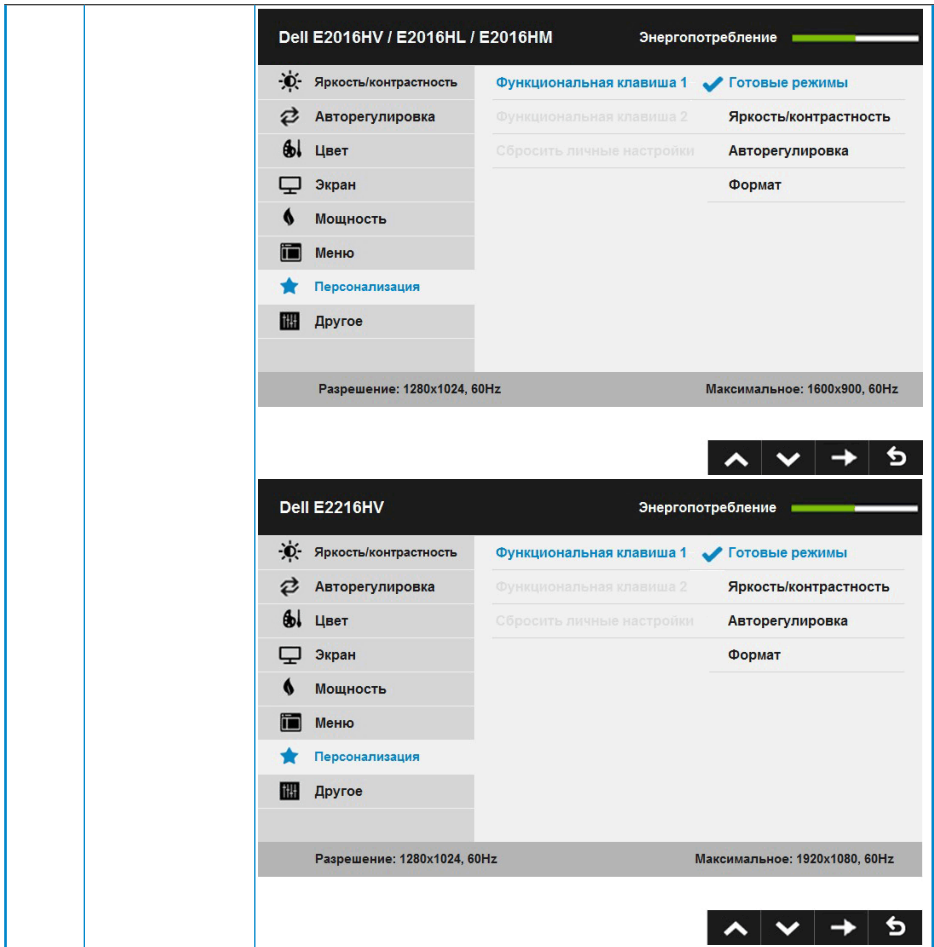 Dell E2016HV / E2016HL / E2016HM Энергопотребление
Яркость/контрастность Функциональная клавиша 1 Готовые режимы
Авторегулировка Функциональная клавиша 2 Яркость/контрастность
Цвет Сбросить личные настройки Авторегулировка
Экран Формат
Мощность
Меню
Персонализация
Другое
Разрешение: 1280x1024, 60Hz Максимальное: 1600x900, 60Hz
Dell E2216HV Энергопотребление
Яркость/контрастность Функциональная клавиша 1 Готовые режимы
Авторегулировка Функциональная клавиша 2 Яркость/контрастность
Цвет Сбросить личные настройки Авторегулировка
Экран Формат
Мощность
Меню
Персонализация
Другое
Разрешение: 1280x1024, 60Hz Максимальное: 1920x1080, 60Hz